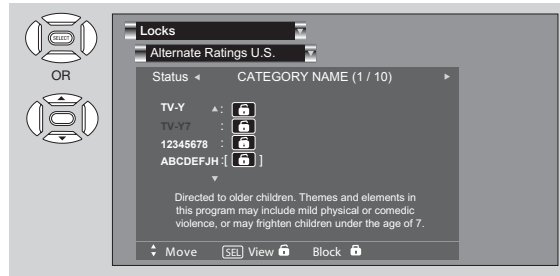 SELECT
OR
Locks
Alternate Ratings U.S.
Status CATEGORY NAME (1 / 10)
TV-Y :
TV-Y7 :
12345678 :
ABCDEFJH :[ ]
Directed to older children. Themes and elements in
this program may include mild physical or comedic
violence, or may frighten children under the age of 7.
Move SEL View Block